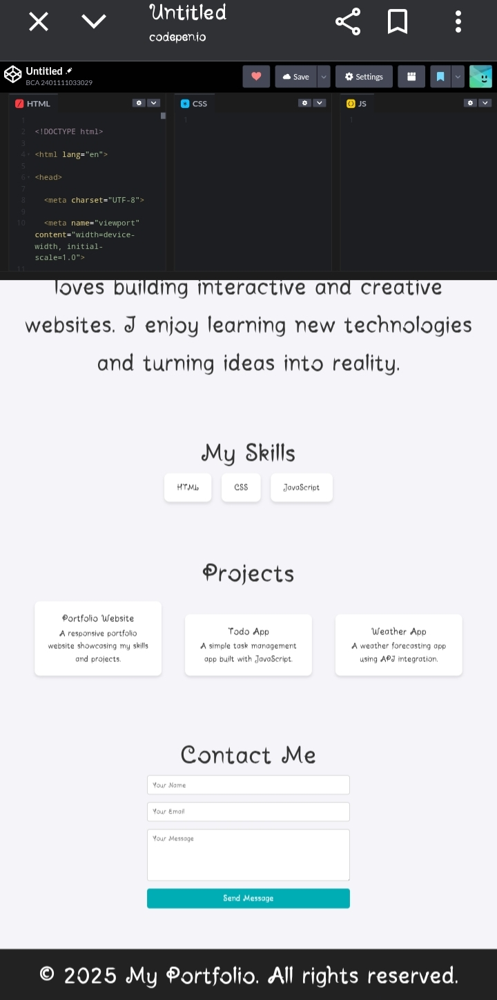 Untitled
codepen.io
Untitled
BCA 2401111033029
Save
Settings
HTML
CSS
JS
1
2 <!DOCTYPE html>
3
4 <html lang="en">
5
6 <head>
7
8 <meta charset="UTF-8">
9
10 <meta name="viewport"
content="width=device-
width, initial-
scale=1.0">
11
1
1
loves building interactive and creative
websites. I enjoy learning new technologies
and turning ideas into reality.
My Skills
HTML
CSS
JavaScript
Projects
Portfolio Website
A responsive portfolio
website showcasing my skills
and projects.
Todo App
A simple task management
app built with JavaScript.
Weather App
A weather forecasting app
using API integration.
Contact Me
Your Name
Your Email
Your Message
Send Message
© 2025 My Portfolio. All rights reserved.